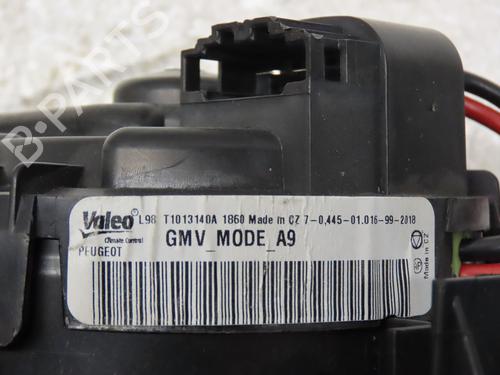 B-PARTS
Valeo
Climate Control
PEUGEOT
L98 T1013140A 1860 Made in CZ 7-0,445-01.016-99-2018
GMV_MODE_A9
Made in CZ